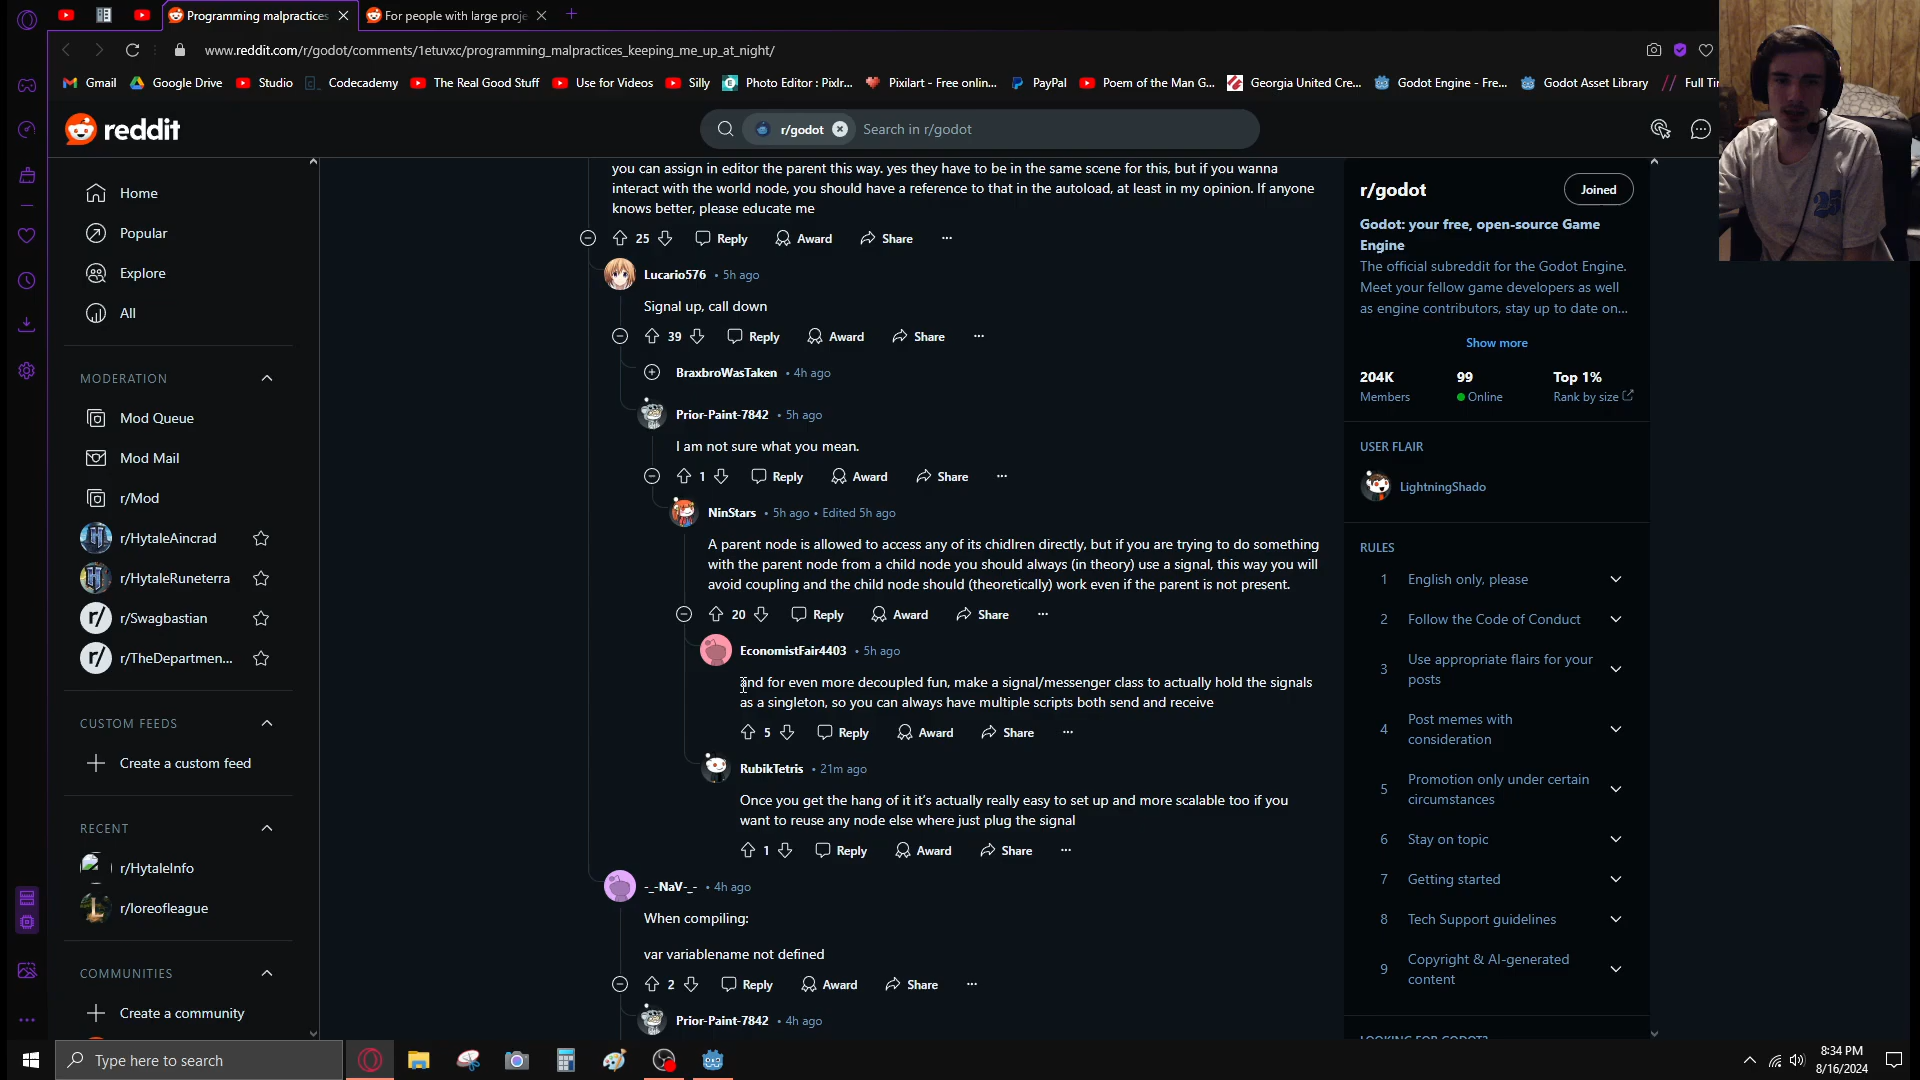 Programming malpractices
For people with large proje
www.reddit.com/r/godot/comments/1etuvxc/programming_malpractices_keeping_me_up_at_night/
Gmail
Google Drive
Studio
Codecademy
The Real Good Stuff
Use for Videos
Silly
Photo Editor : Pixlr...
Pixilart - Free onlin...
PayPal
Poem of the Man G...
Georgia United Cre...
Godot Engine - Fre...
Godot Asset Library
Full Ti
reddit
r/godot
Search in r/godot
Home
Popular
Explore
All
MODERATION
Mod Queue
Mod Mail
r/Mod
r/HytaleAincrad
r/HytaleRuneterra
r/Swagbastian
r/TheDepartmen...
CUSTOM FEEDS
Create a custom feed
RECENT
r/HytaleInfo
r/loreofleague
COMMUNITIES
Create a community
you can assign in editor the parent this way. yes they have to be in the same scene for this, but if you wanna
interact with the world node, you should have a reference to that in the autoload, at least in my opinion. If anyone
knows better, please educate me
25 Reply Award Share ...
Lucario576 • 5h ago
Signal up, call down
39 Reply Award Share ...
BraxbroWasTaken • 4h ago
Prior-Paint-7842 • 5h ago
I am not sure what you mean.
1 Reply Award Share ...
NinStars • 5h ago • Edited 5h ago
A parent node is allowed to access any of its chidlren directly, but if you are trying to do something
with the parent node from a child node you should always (in theory) use a signal, this way you will
avoid coupling and the child node should (theoretically) work even if the parent is not present.
20 Reply Award Share ...
EconomistFair4403 • 5h ago
and for even more decoupled fun, make a signal/messenger class to actually hold the signals
as a singleton, so you can always have multiple scripts both send and receive
5 Reply Award Share ...
RubikTetris • 21m ago
Once you get the hang of it it's actually really easy to set up and more scalable too if you
want to reuse any node else where just plug the signal
1 Reply Award Share ...
-_-NaV-_- • 4h ago
When compiling:
var variablename not defined
2 Reply Award Share ...
Prior-Paint-7842 • 4h ago
r/godot
Joined
Godot: your free, open-source Game
Engine
The official subreddit for the Godot Engine.
Meet your fellow game developers as well
as engine contributors, stay up to date on...
Show more
204K 99 Top 1%
Members Online Rank by size
USER FLAIR
LightningShado
RULES
1 English only, please
2 Follow the Code of Conduct
3 Use appropriate flairs for your
posts
4 Post memes with
consideration
5 Promotion only under certain
circumstances
6 Stay on topic
7 Getting started
8 Tech Support guidelines
9 Copyright & AI-generated
content
LOOKING FOR GODOT?
25
Type here to search
8:34 PM
8/16/2024